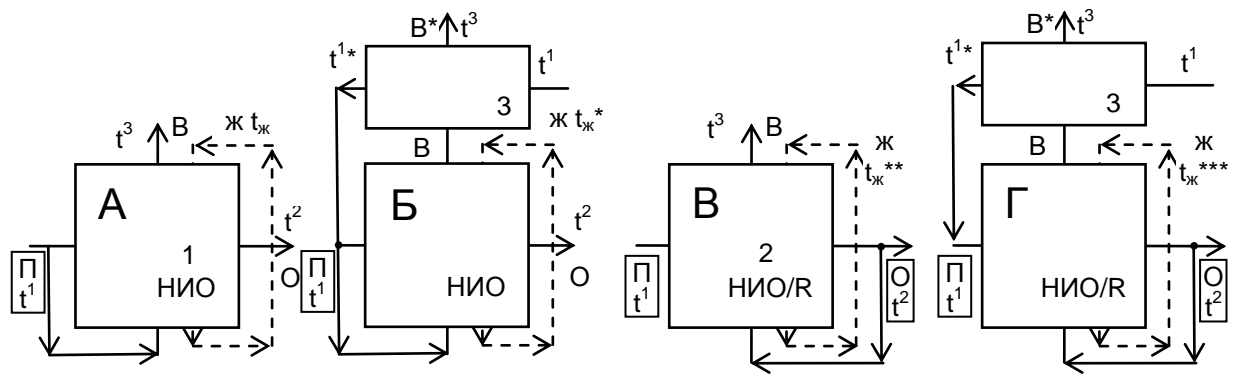 B* t³
t¹* t¹
3
t³ В ж tж
А
1
НИО
П
t¹
t²
О
В ж tж*
Б
НИО
П
t¹
t²
О
t³ В ж
tж**
В
2
НИО/R
П
t¹
О
t²
B* t³
t¹* t¹
3
В ж
tж***
Г
НИО/R
П
t¹
О
t²